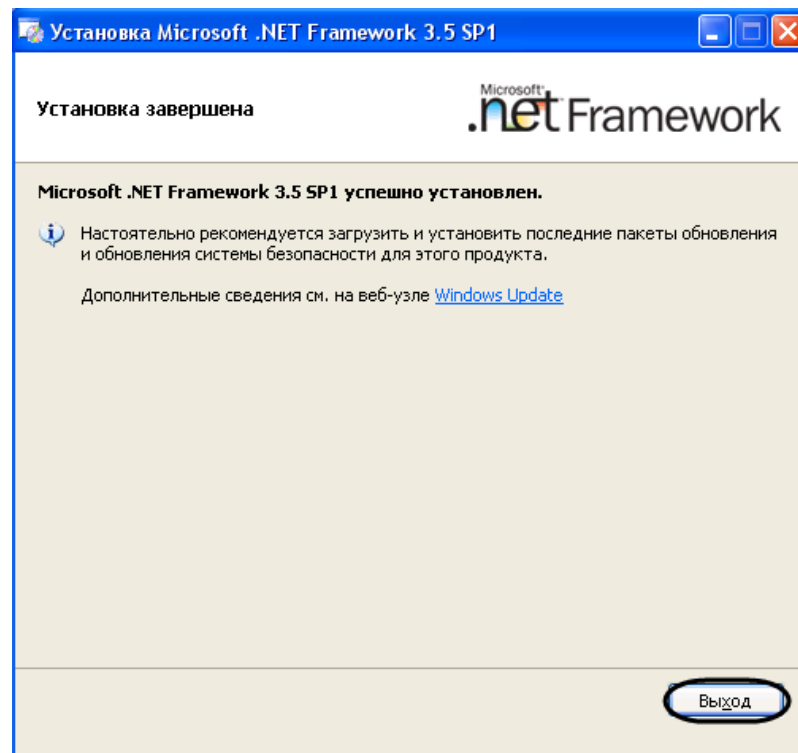 Установка Microsoft .NET Framework 3.5 SP1
Установка завершена
Microsoft
.net Framework
Microsoft .NET Framework 3.5 SP1 успешно установлен.
Настоятельно рекомендуется загрузить и установить последние пакеты обновления
и обновления системы безопасности для этого продукта.
Дополнительные сведения см. на веб-узле Windows Update
Выход